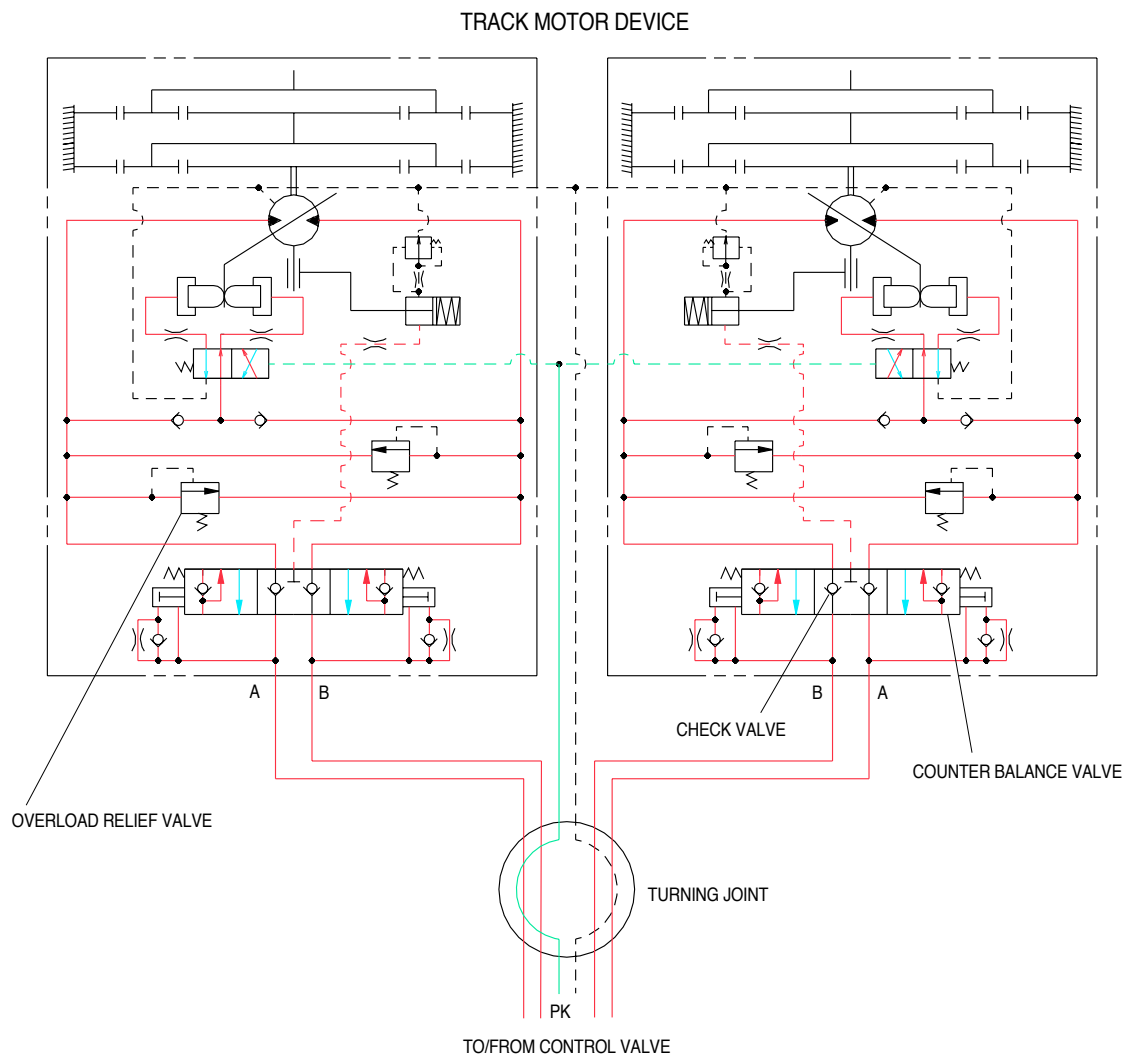 TRACK MOTOR DEVICE
A
B
B
A
CHECK VALVE
COUNTER BALANCE VALVE
OVERLOAD RELIEF VALVE
TURNING JOINT
PK
TO/FROM CONTROL VALVE